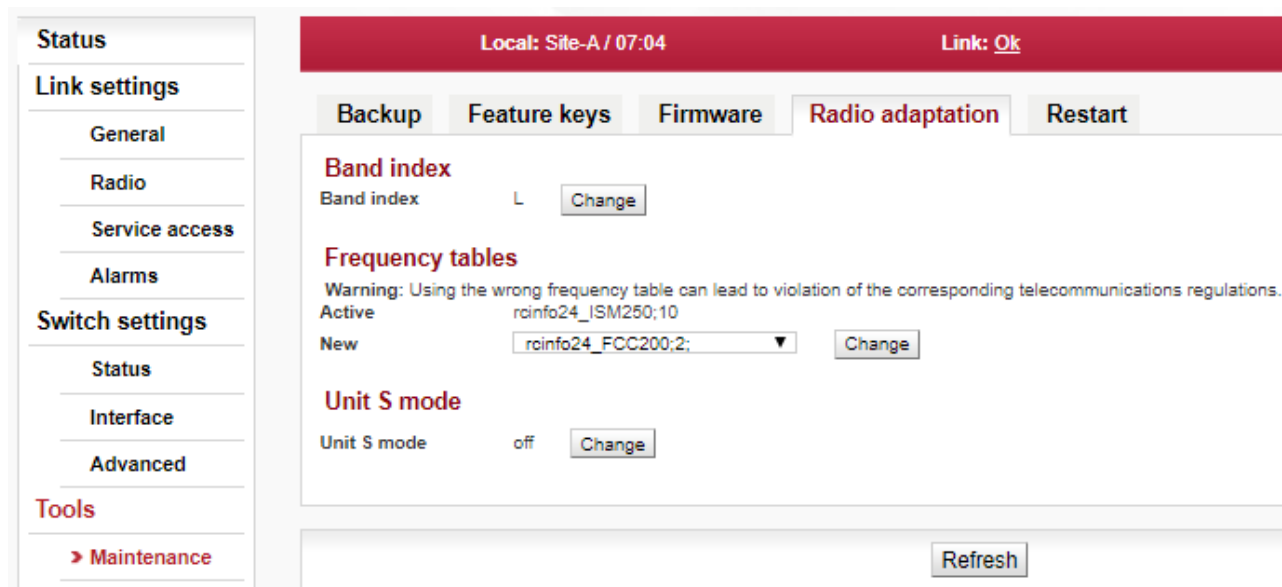 Status
Link settings
General
Radio
Service access
Alarms
Switch settings
Status
Interface
Advanced
Tools
Maintenance
Local: Site-A / 07:04 Link: Ok
Backup Feature keys Firmware Radio adaptation Restart
Band index
Band index L Change
Frequency tables
Warning: Using the wrong frequency table can lead to violation of the corresponding telecommunications regulations.
Active rcinfo24_ISM250;10
New rcinfo24_FCC200;2; Change
Unit S mode
Unit S mode off Change
Refresh